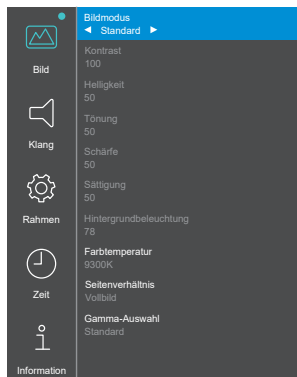 Bild
Klang
Rahmen
Zeit
Information
Bildmodus
Standard
Kontrast
100
Helligkeit
50
Tönung
50
Schärfe
50
Sättigung
50
Hintergrundbeleuchtung
78
Farbtemperatur
9300K
Seitenverhältnis
Vollbild
Gamma-Auswahl
Standard